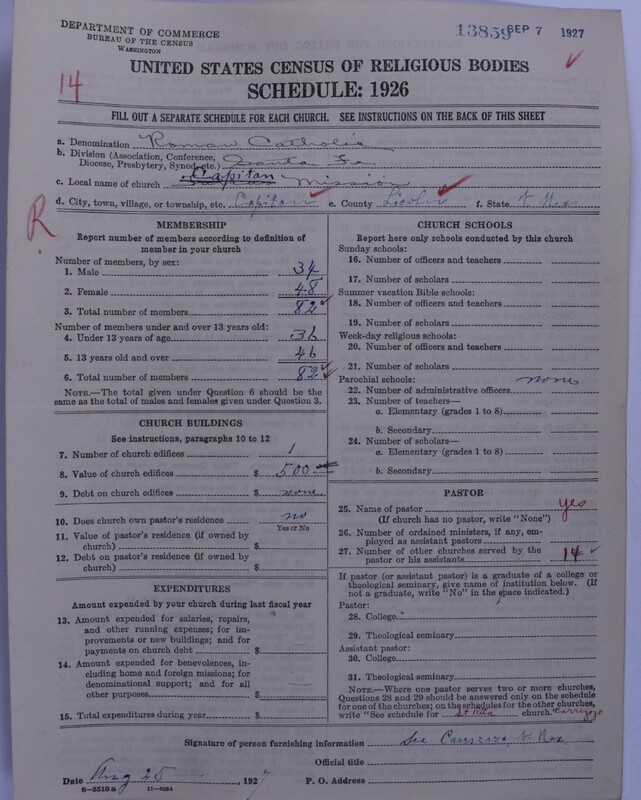 DEPARTMENT OF COMMERCE
BUREAU OF THE CENSUS
WASHINGTON
13859 SEP 7 1927
14
UNITED STATES CENSUS OF RELIGIOUS BODIES
SCHEDULE: 1926
FILL OUT A SEPARATE SCHEDULE FOR EACH CHURCH. SEE INSTRUCTIONS ON THE BACK OF THIS SHEET
a. Denomination Roman Catholic
b. Division (Association, Conference, Diocese, Presbytery, Synod, etc.) Santa Fe
c. Local name of church Capitan Mission
d. City, town, village, or township, etc. Capitan e. County Lincoln f. State N Mex.
R
MEMBERSHIP
Report number of members according to definition of
member in your church
Number of members, by sex:
1. Male 34
2. Female 48
3. Total number of members 82
Number of members under and over 13 years old:
4. Under 13 years of age 36
5. 13 years old and over 46
6. Total number of members 82
NOTE.—The total given under Question 6 should be
same as the total of males and females given under Question 3.
CHURCH BUILDINGS
See instructions, paragraphs 10 to 12
7. Number of church edifices 1
8. Value of church edifices $ 500
9. Debt on church edifices $ none
10. Does church own pastor's residence no
Yes or No
11. Value of pastor's residence (if owned by
church) $
12. Debt on pastor's residence (if owned by
church) $
EXPENDITURES
Amount expended by your church during last fiscal year
13. Amount expended for salaries, repairs,
and other running expenses; for im-
provements or new buildings; and for
payments on church debt $
14. Amount expended for benevolences, in-
cluding home and foreign missions; for
denominational support; and for all
other purposes $
15. Total expenditures during year $
CHURCH SCHOOLS
Report here only schools conducted by this church
Sunday schools:
16. Number of officers and teachers
17. Number of scholars
Summer vacation Bible schools:
18. Number of officers and teachers
19. Number of scholars
Week-day religious schools:
20. Number of officers and teachers
21. Number of scholars
Parochial schools: none
22. Number of administrative officers
23. Number of teachers—
a. Elementary (grades 1 to 8)
b. Secondary
24. Number of scholars—
a. Elementary (grades 1 to 8)
b. Secondary
PASTOR
25. Name of pastor yes
(If church has no pastor, write "None")
26. Number of ordained ministers, if any, em-
ployed as assistant pastors
27. Number of other churches served by the
pastor or his assistants 14
If pastor (or assistant pastor) is a graduate of a college or
theological seminary, give name of institution below. (If
not a graduate, write "No" in the space indicated.)
Pastor:
28. College
29. Theological seminary
Assistant pastor:
30. College
31. Theological seminary
NOTE.—Where one pastor serves two or more churches,
Questions 28 and 29 should be answered only on the schedule
for one of the churches; on the schedules for the other churches,
write "See schedule for St Rita church." Carrizozo
Signature of person furnishing information See Carrizozo N. Mex.
Official title
Date Aug 25, 1927 P. O. Address
8—5518a 11—9064